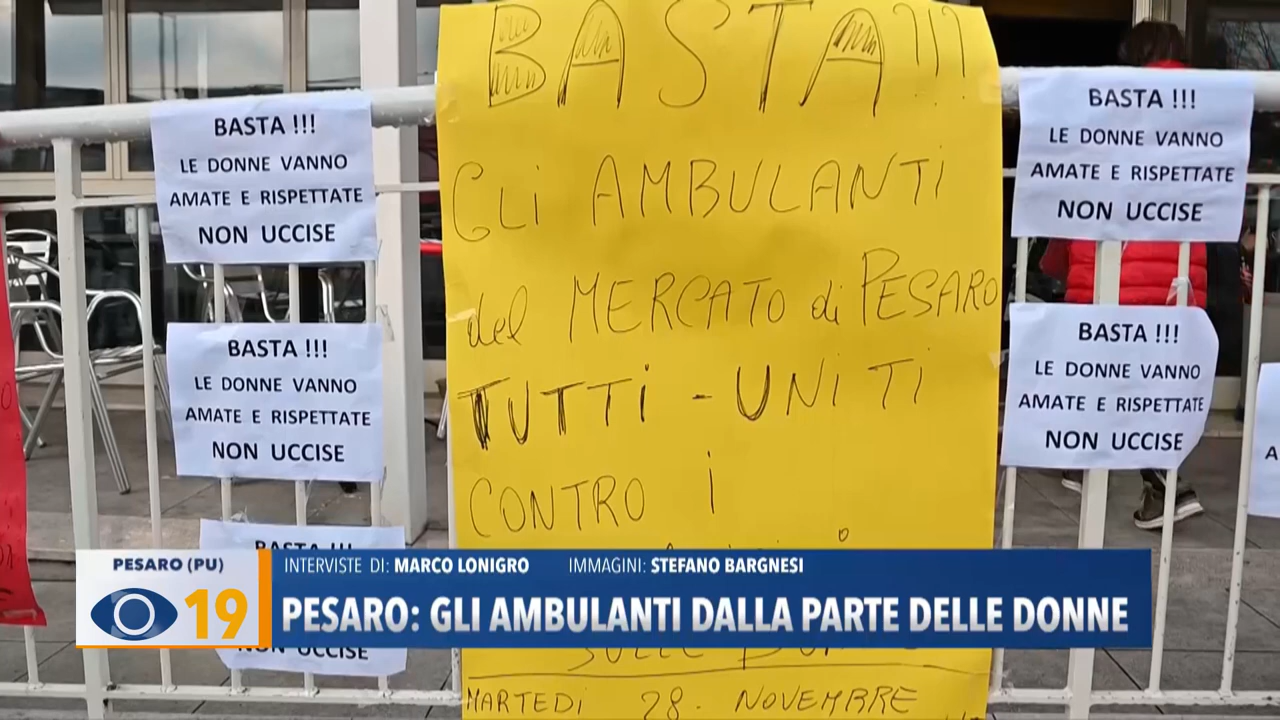 BASTA !!!
LE DONNE VANNO
AMATE E RISPETTATE
NON UCCISE
BASTA !!!
LE DONNE VANNO
AMATE E RISPETTATE
NON UCCISE
BASTA !!!
NON UCCISE
BASTA!!!
GLi AMBULANTi
del MERCATO di PESARO
TUTTi - UNiTi
CONTRO i
SULLE
MARTEDi 28. NOVEMBRE
BASTA !!!
LE DONNE VANNO
AMATE E RISPETTATE
NON UCCISE
BASTA !!!
LE DONNE VANNO
AMATE E RISPETTATE
NON UCCISE
PESARO (PU)
19
INTERVISTE DI: MARCO LONIGRO IMMAGINI: STEFANO BARGNESI
PESARO: GLI AMBULANTI DALLA PARTE DELLE DONNE